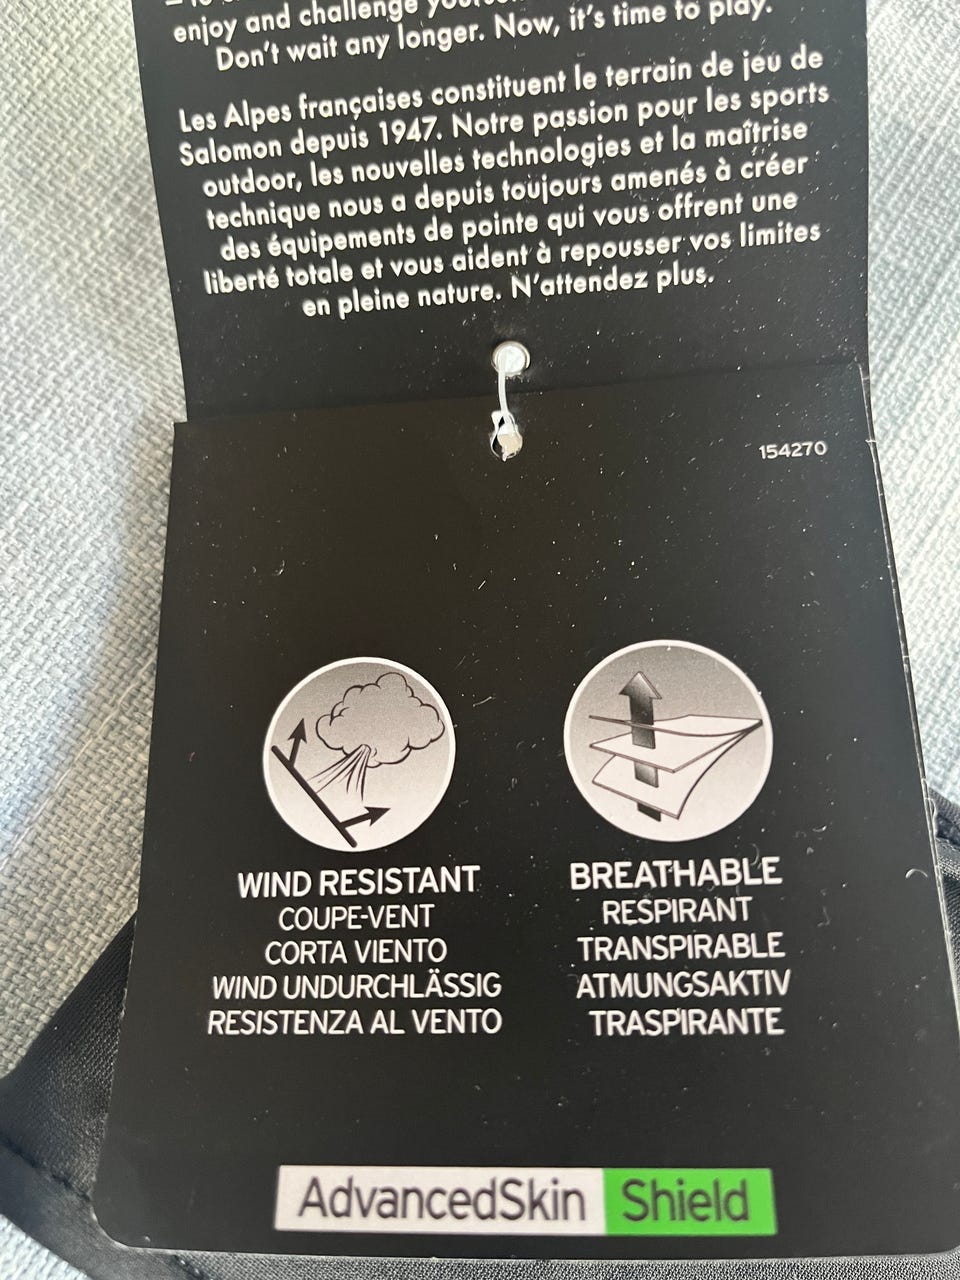 enjoy and challenge
Don't wait any longer. Now, it's time to play.
Les Alpes françaises constituent le terrain de jeu de
Salomon depuis 1947. Notre passion pour les sports
outdoor, les nouvelles technologies et la maîtrise
technique nous a depuis toujours amenés à créer
des équipements de pointe qui vous offrent une
liberté totale et vous aident à repousser vos limites
en pleine nature. N'attendez plus.
154270
WIND RESISTANT
COUPE-VENT
CORTA VIENTO
WIND UNDURCHLÄSSIG
RESISTENZA AL VENTO
BREATHABLE
RESPIRANT
TRANSPIRABLE
ATMUNGSAKTIV
TRASPIRANTE
AdvancedSkin Shield